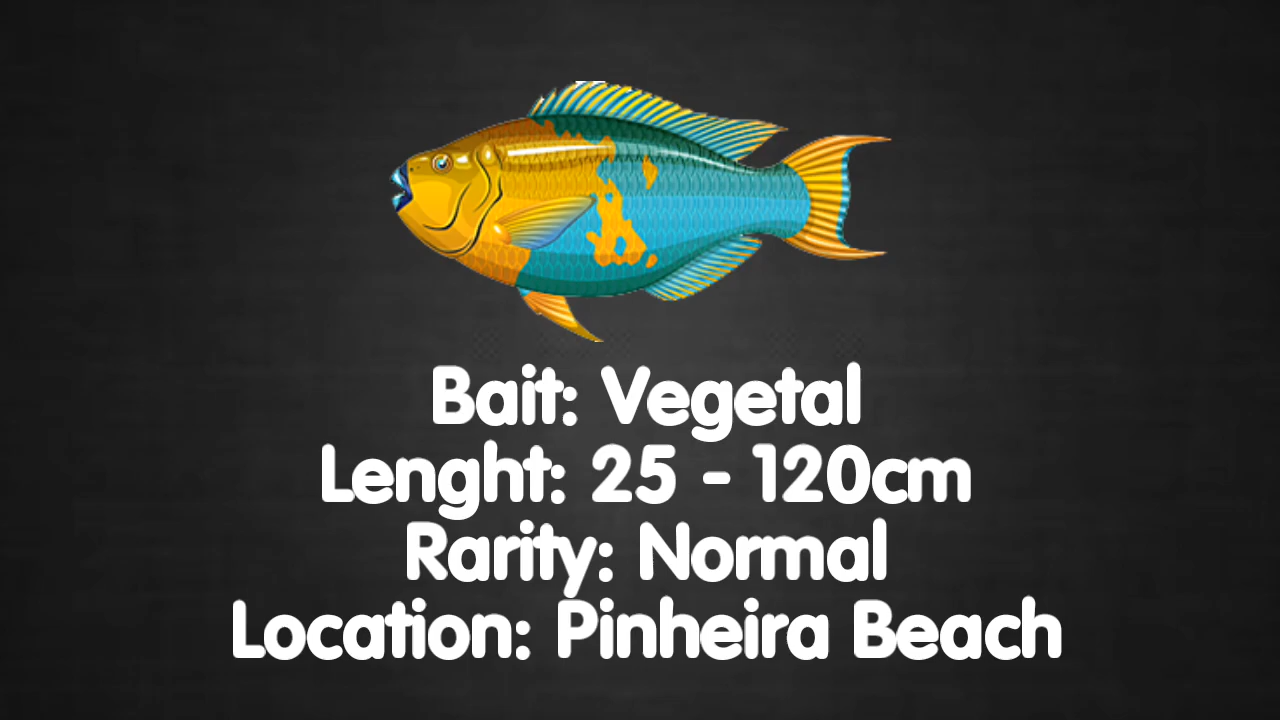 Bait: Vegetal
Lenght: 25 - 120cm
Rarity: Normal
Location: Pinheira Beach